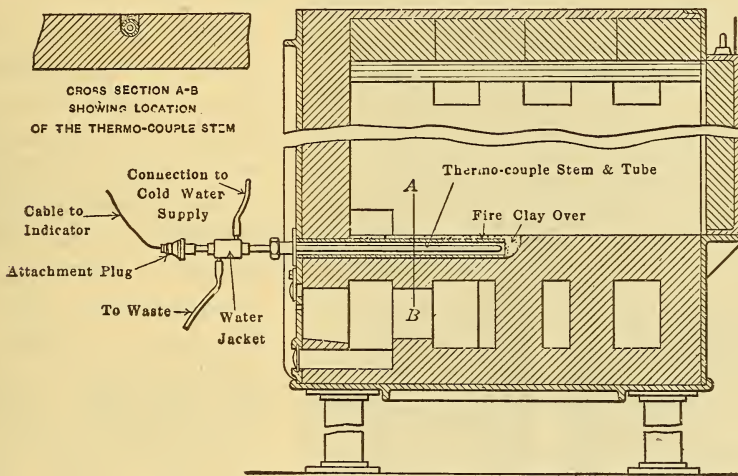 CROSS SECTION A-B
SHOWING LOCATION
OF THE THERMO-COUPLE STEM
Connection to
Cold Water
Supply
Cable to
Indicator
Attachment Plug
To Waste
Water
Jacket
A
Thermo-couple Stem & Tube
Fire Clay Over
B